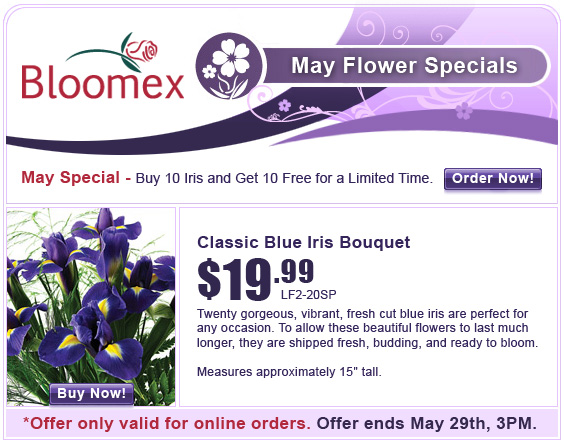 Bloomex
May Flower Specials
May Special - Buy 10 Iris and Get 10 Free for a Limited Time. Order Now!
Classic Blue Iris Bouquet
$19.99
LF2-20SP
Twenty gorgeous, vibrant, fresh cut blue iris are perfect for
any occasion. To allow these beautiful flowers to last much
longer, they are shipped fresh, budding, and ready to bloom.
Measures approximately 15" tall.
Buy Now!
*Offer only valid for online orders. Offer ends May 29th, 3PM.